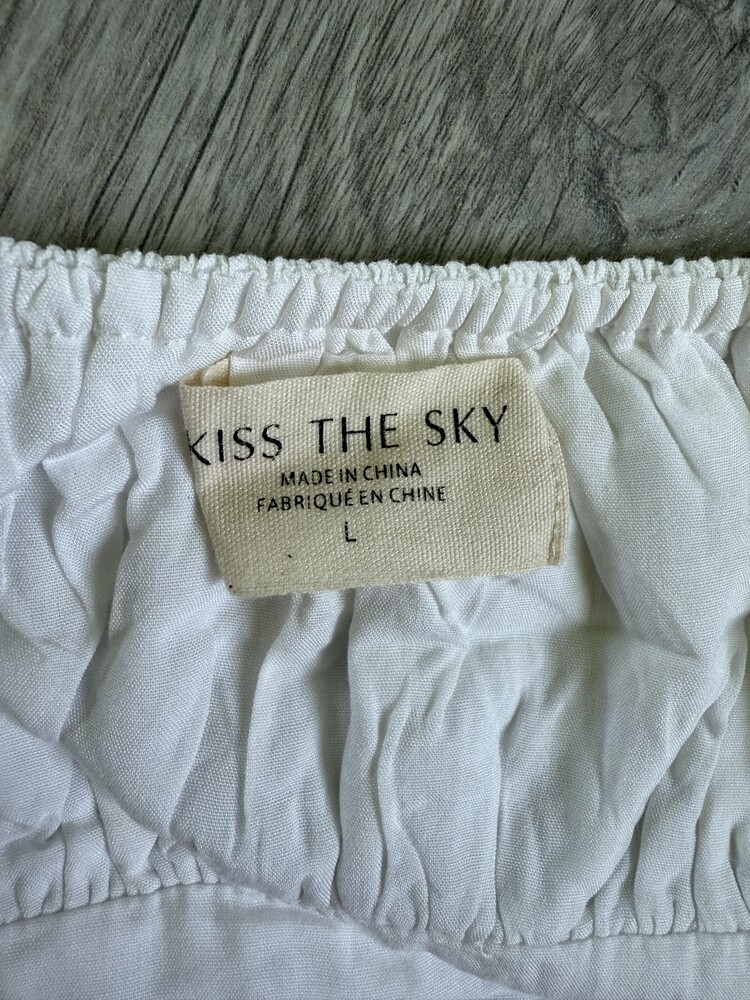 KISS THE SKY
MADE IN CHINA
FABRIQUÉ EN CHINE
L